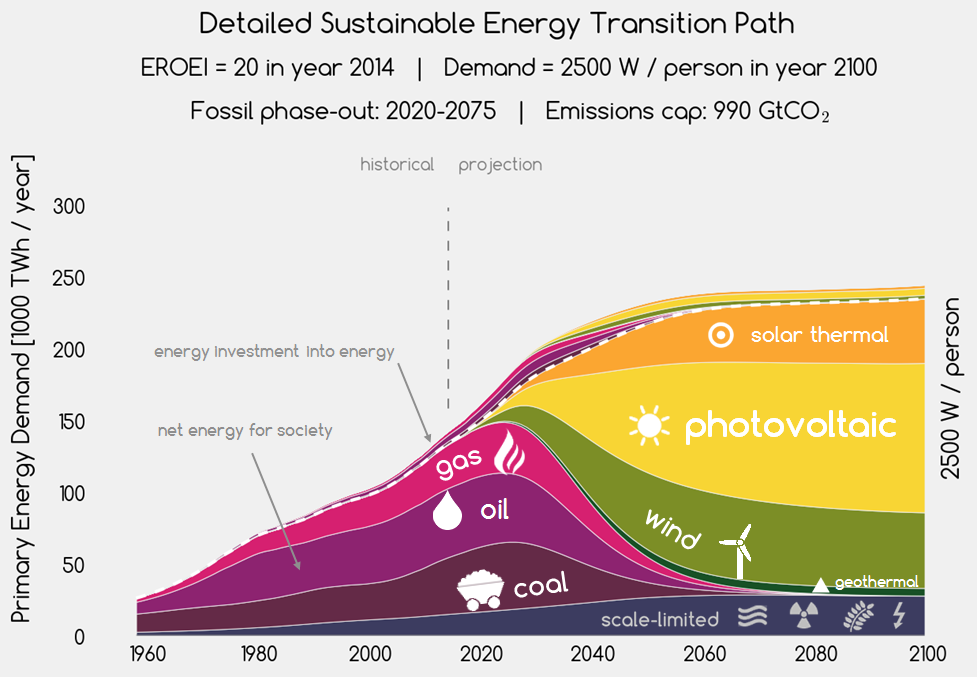 Detailed Sustainable Energy Transition Path
EROEI = 20 in year 2014 | Demand = 2500 W / person in year 2100
Fossil phase-out: 2020-2075 | Emissions cap: 990 GtCO₂
historical projection
Primary Energy Demand [1000 TWh / year]
300
250
200
150
100
50
0
energy investment into energy
net energy for society
solar thermal
photovoltaic
gas
oil
wind
coal
geothermal
scale-limited
2500 W / person
1960 1980 2000 2020 2040 2060 2080 2100